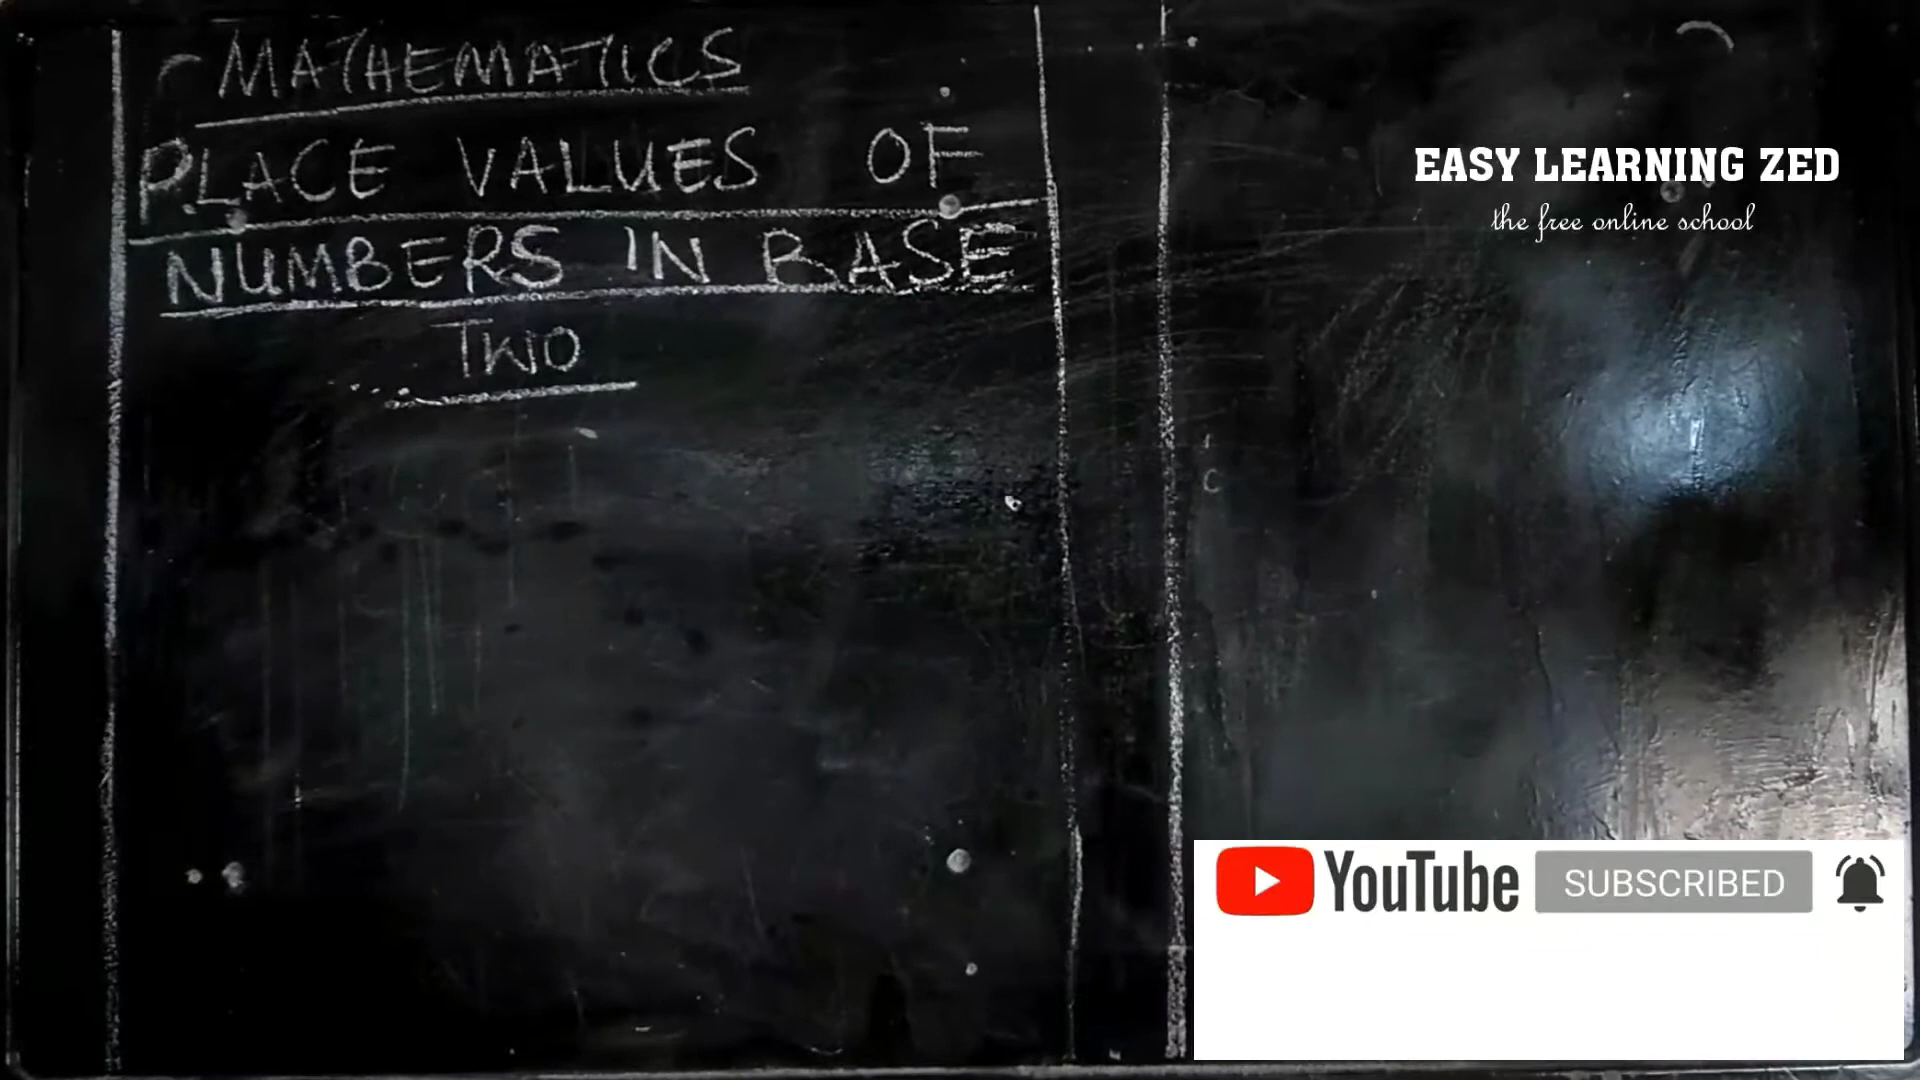 MATHEMATICS
PLACE VALUES OF
NUMBERS IN BASE
TWO
EASY LEARNING ZED
the free online school
YouTube SUBSCRIBED